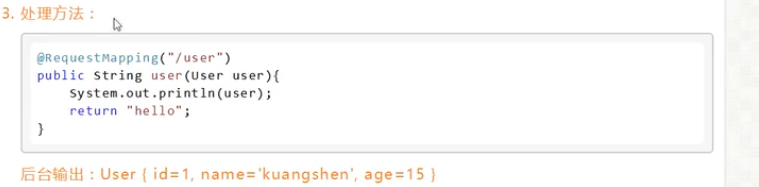 3. 处理方法：
@RequestMapping("/user")
public String user(User user){
    System.out.println(user);
    return "hello";
}
后台输出：User { id=1, name='kuangshen', age=15 }